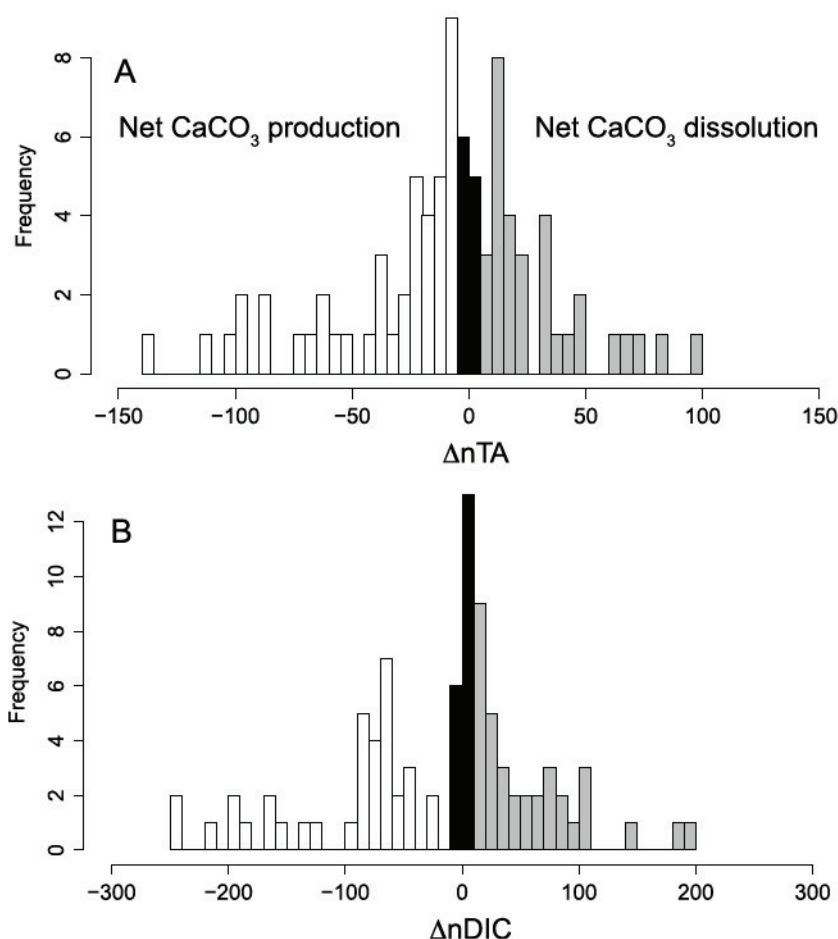 A
Net CaCO₃ production
Net CaCO₃ dissolution
Frequency
8
6
4
2
0
−150 −100 −50 0 50 100 150
ΔnTA
B
Frequency
12
10
8
6
4
2
0
−300 −200 −100 0 100 200 300
ΔnDIC